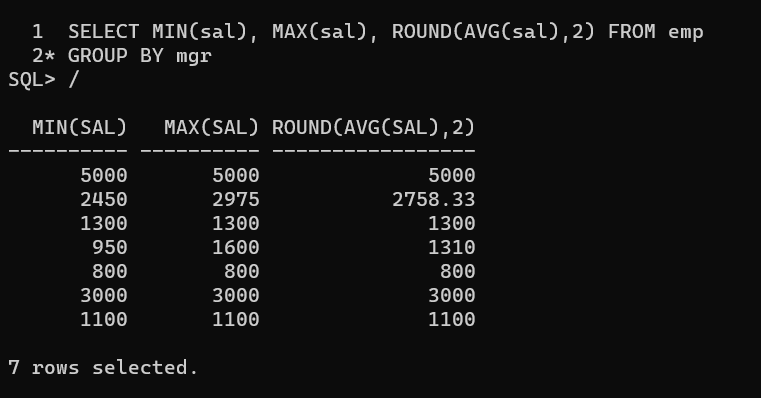 1  SELECT MIN(sal), MAX(sal), ROUND(AVG(sal),2) FROM emp
2* GROUP BY mgr
SQL> /
MIN(SAL)   MAX(SAL) ROUND(AVG(SAL),2)
---------- ---------- -----------------
5000       5000              5000
2450       2975           2758.33
1300       1300              1300
950       1600              1310
800        800               800
3000       3000              3000
1100       1100              1100
7 rows selected.